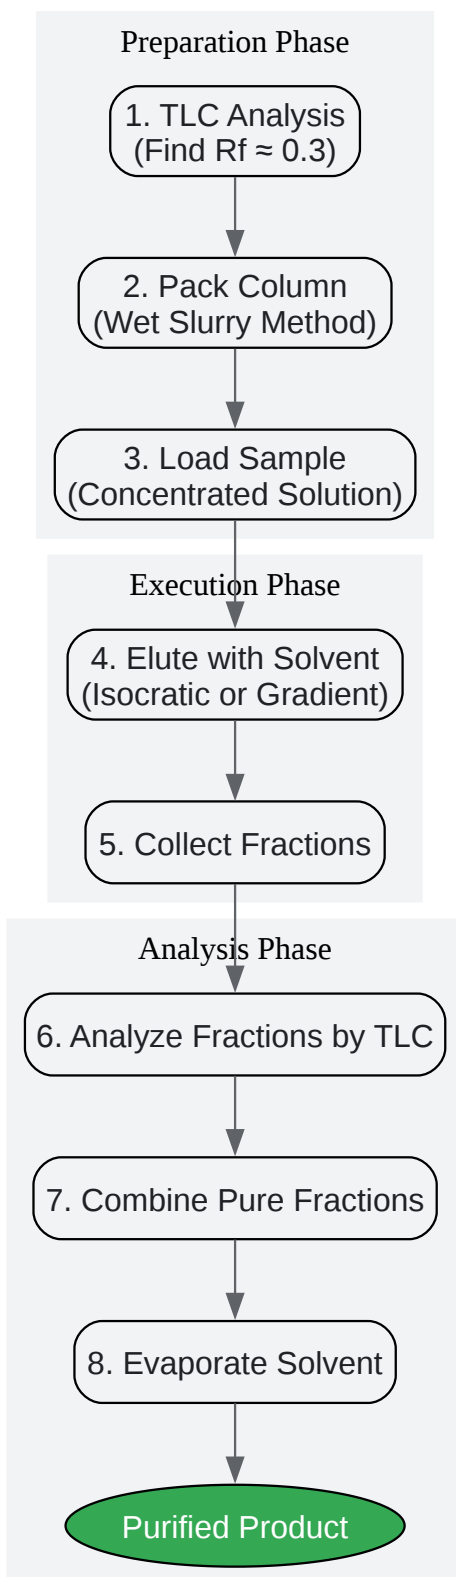 Preparation Phase
1. TLC Analysis
(Find Rf ≈ 0.3)
2. Pack Column
(Wet Slurry Method)
3. Load Sample
(Concentrated Solution)
Execution Phase
4. Elute with Solvent
(Isocratic or Gradient)
5. Collect Fractions
Analysis Phase
6. Analyze Fractions by TLC
7. Combine Pure Fractions
8. Evaporate Solvent
Purified Product